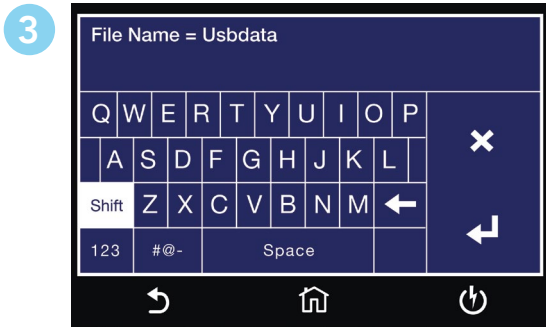 3
File Name = Usbdata
Q W E R T Y U I O P
A S D F G H J K L
Shift Z X C V B N M
123 #@- Space